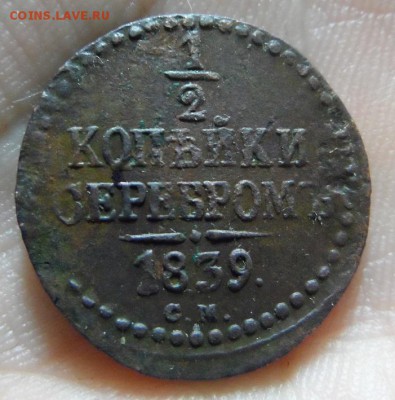 COINS.LAVE.RU
1
2
КОПѢЙКИ
СЕРЕБРОМЪ
1839.
С.М.